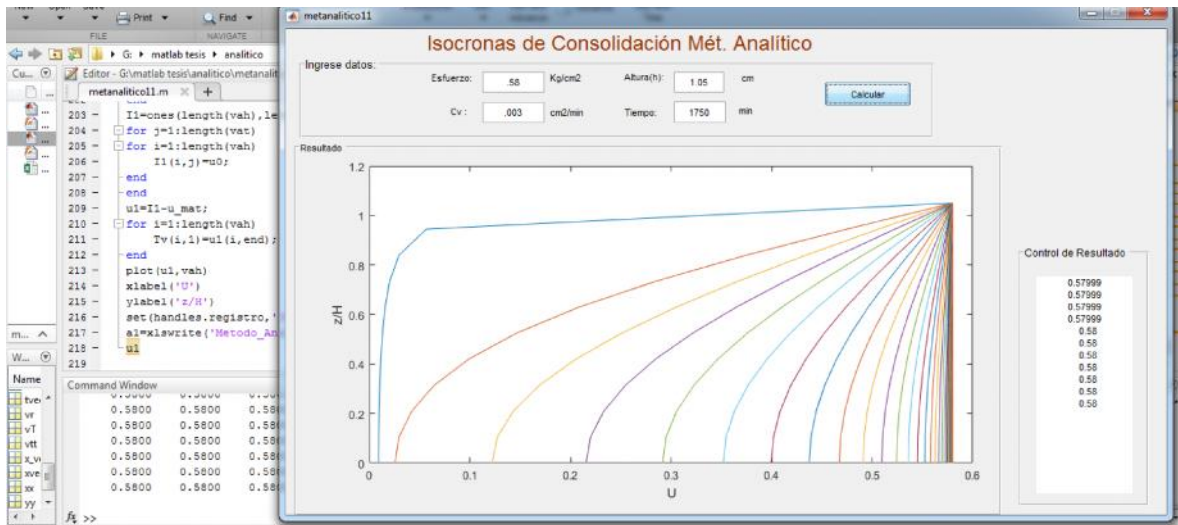 Print
Find
FILE
NAVIGATE
G: ▸ matlab tesis ▸ analitico
Cu...
Editor - G:\matlab tesis\analitico\metanalit
metanalitico11.m
203 - I1=ones(length(vah),le
204 - for j=1:length(vat)
205 - for i=1:length(vah)
206 - I1(i,j)=u0;
207 - end
208 - end
209 - u1=I1-u_mat;
210 - for i=1:length(vah)
211 - Tv(i,1)=u1(i,end);
212 - end
213 - plot(u1,vah)
214 - xlabel('U')
215 - ylabel('z/H')
216 - set(handles.registro,'
217 - a1=xlswrite('Metodo_An
218 - u1
219
m...
W...
Name
tve
vr
vT
vtt
x_v
xve
xx
yy
Command Window
0.5800 0.5800 0.58
0.5800 0.5800 0.58
0.5800 0.5800 0.58
0.5800 0.5800 0.58
0.5800 0.5800 0.58
0.5800 0.5800 0.58
fx >>
metanalitico11
Isocronas de Consolidación Mét. Analítico
Ingrese datos:
Esfuerzo: .58 Kg/cm2 Altura(h): 1.05 cm
Calcular
Cv : .003 cm2/min Tiempo: 1750 min
Resultado
1.2
1
0.8
0.6
0.4
0.2
0
z/H
0 0.1 0.2 0.3 0.4 0.5 0.6
U
Control de Resultado
0.57999
0.57999
0.57999
0.57999
0.58
0.58
0.58
0.58
0.58
0.58
0.58